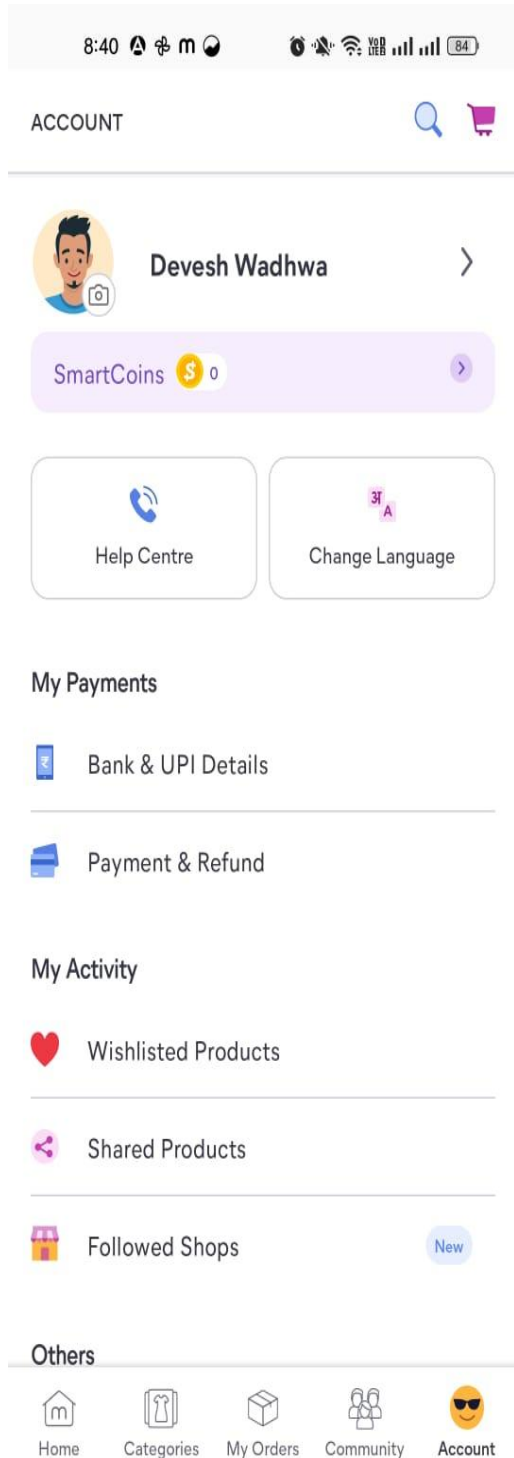 8:40
84
ACCOUNT
Devesh Wadhwa
SmartCoins 0
Help Centre
Change Language
अ
A
My Payments
Bank & UPI Details
Payment & Refund
My Activity
Wishlisted Products
Shared Products
Followed Shops
New
Others
Home
Categories
My Orders
Community
Account